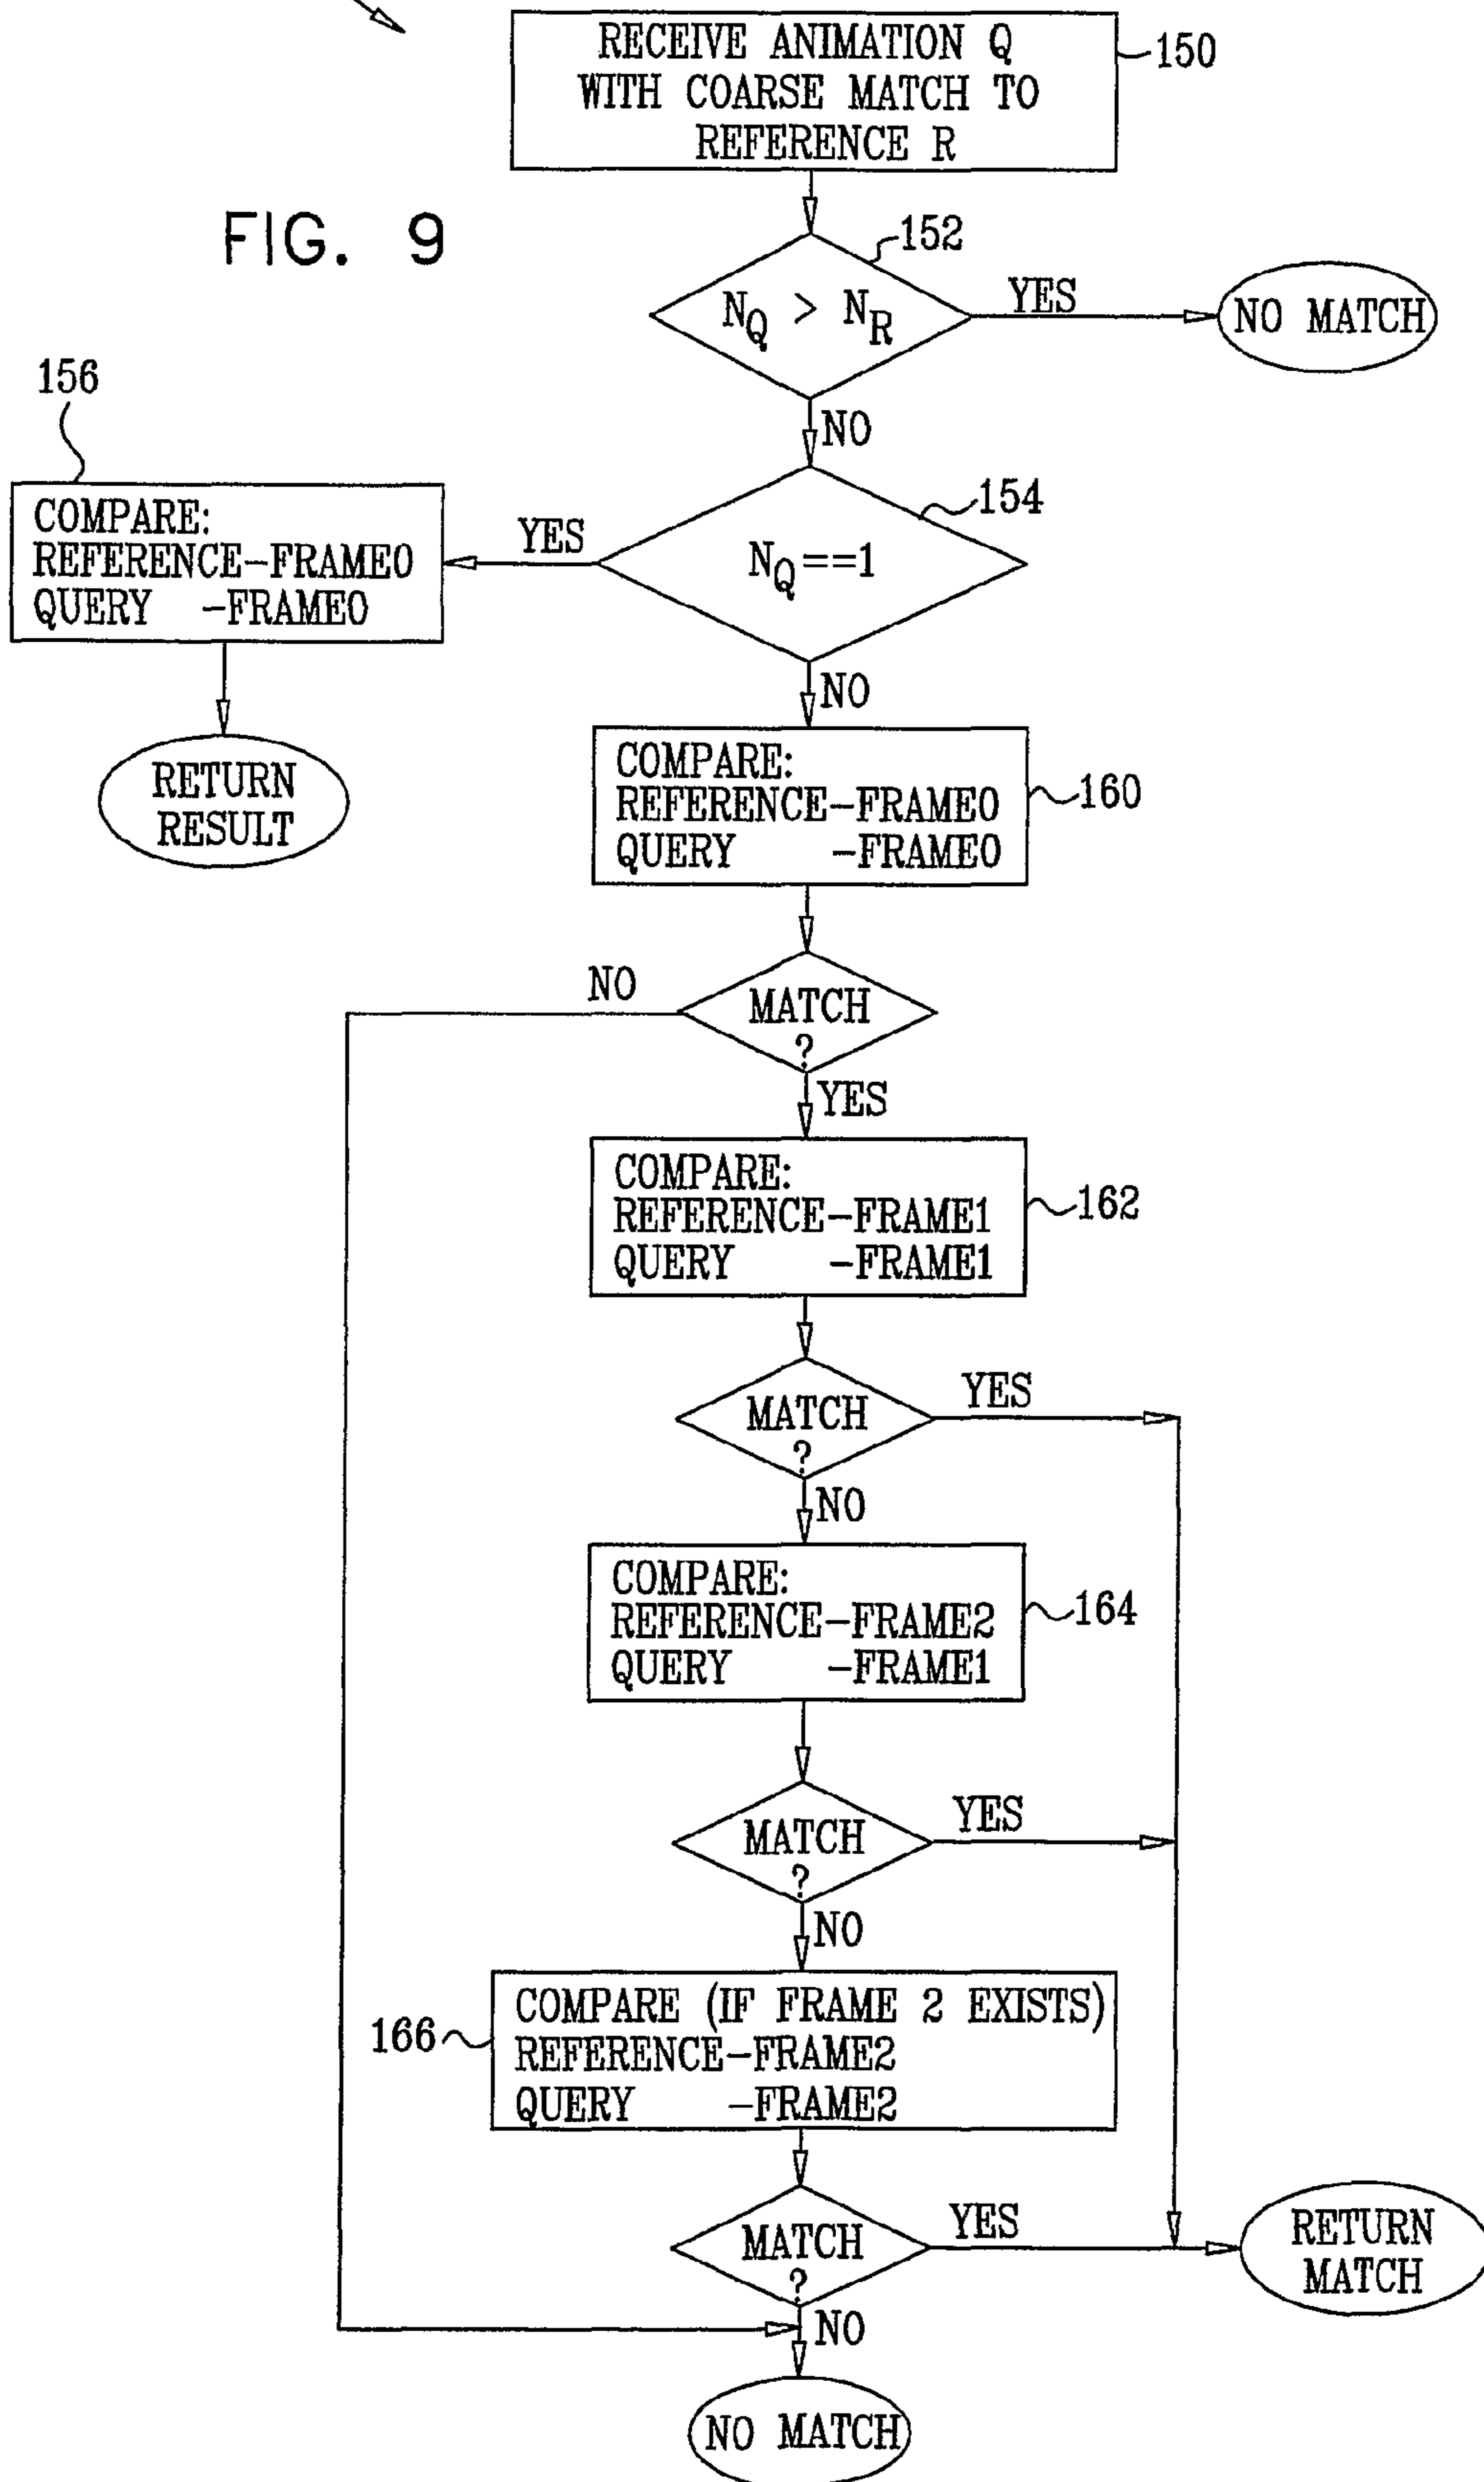 RECEIVE ANIMATION Q
WITH COARSE MATCH TO
REFERENCE R
150
FIG. 9
152
N_Q > N_R
YES
NO MATCH
NO
156
COMPARE:
REFERENCE-FRAME0
QUERY -FRAME0
YES
154
N_Q==1
RETURN
RESULT
NO
COMPARE:
REFERENCE-FRAME0
QUERY -FRAME0
160
NO
MATCH
?
YES
COMPARE:
REFERENCE-FRAME1
QUERY -FRAME1
162
MATCH
?
YES
NO
COMPARE:
REFERENCE-FRAME2
QUERY -FRAME1
164
MATCH
?
YES
NO
COMPARE (IF FRAME 2 EXISTS)
REFERENCE-FRAME2
QUERY -FRAME2
166
MATCH
?
YES
RETURN
MATCH
NO
NO MATCH